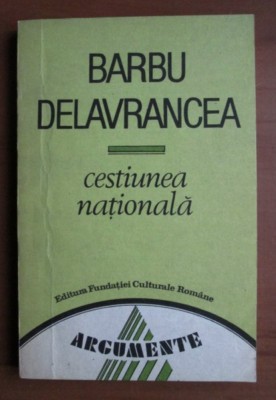 BARBU
DELAVRANCEA
cestiunea
națională
Editura Fundației Culturale Române
ARGUMENTE